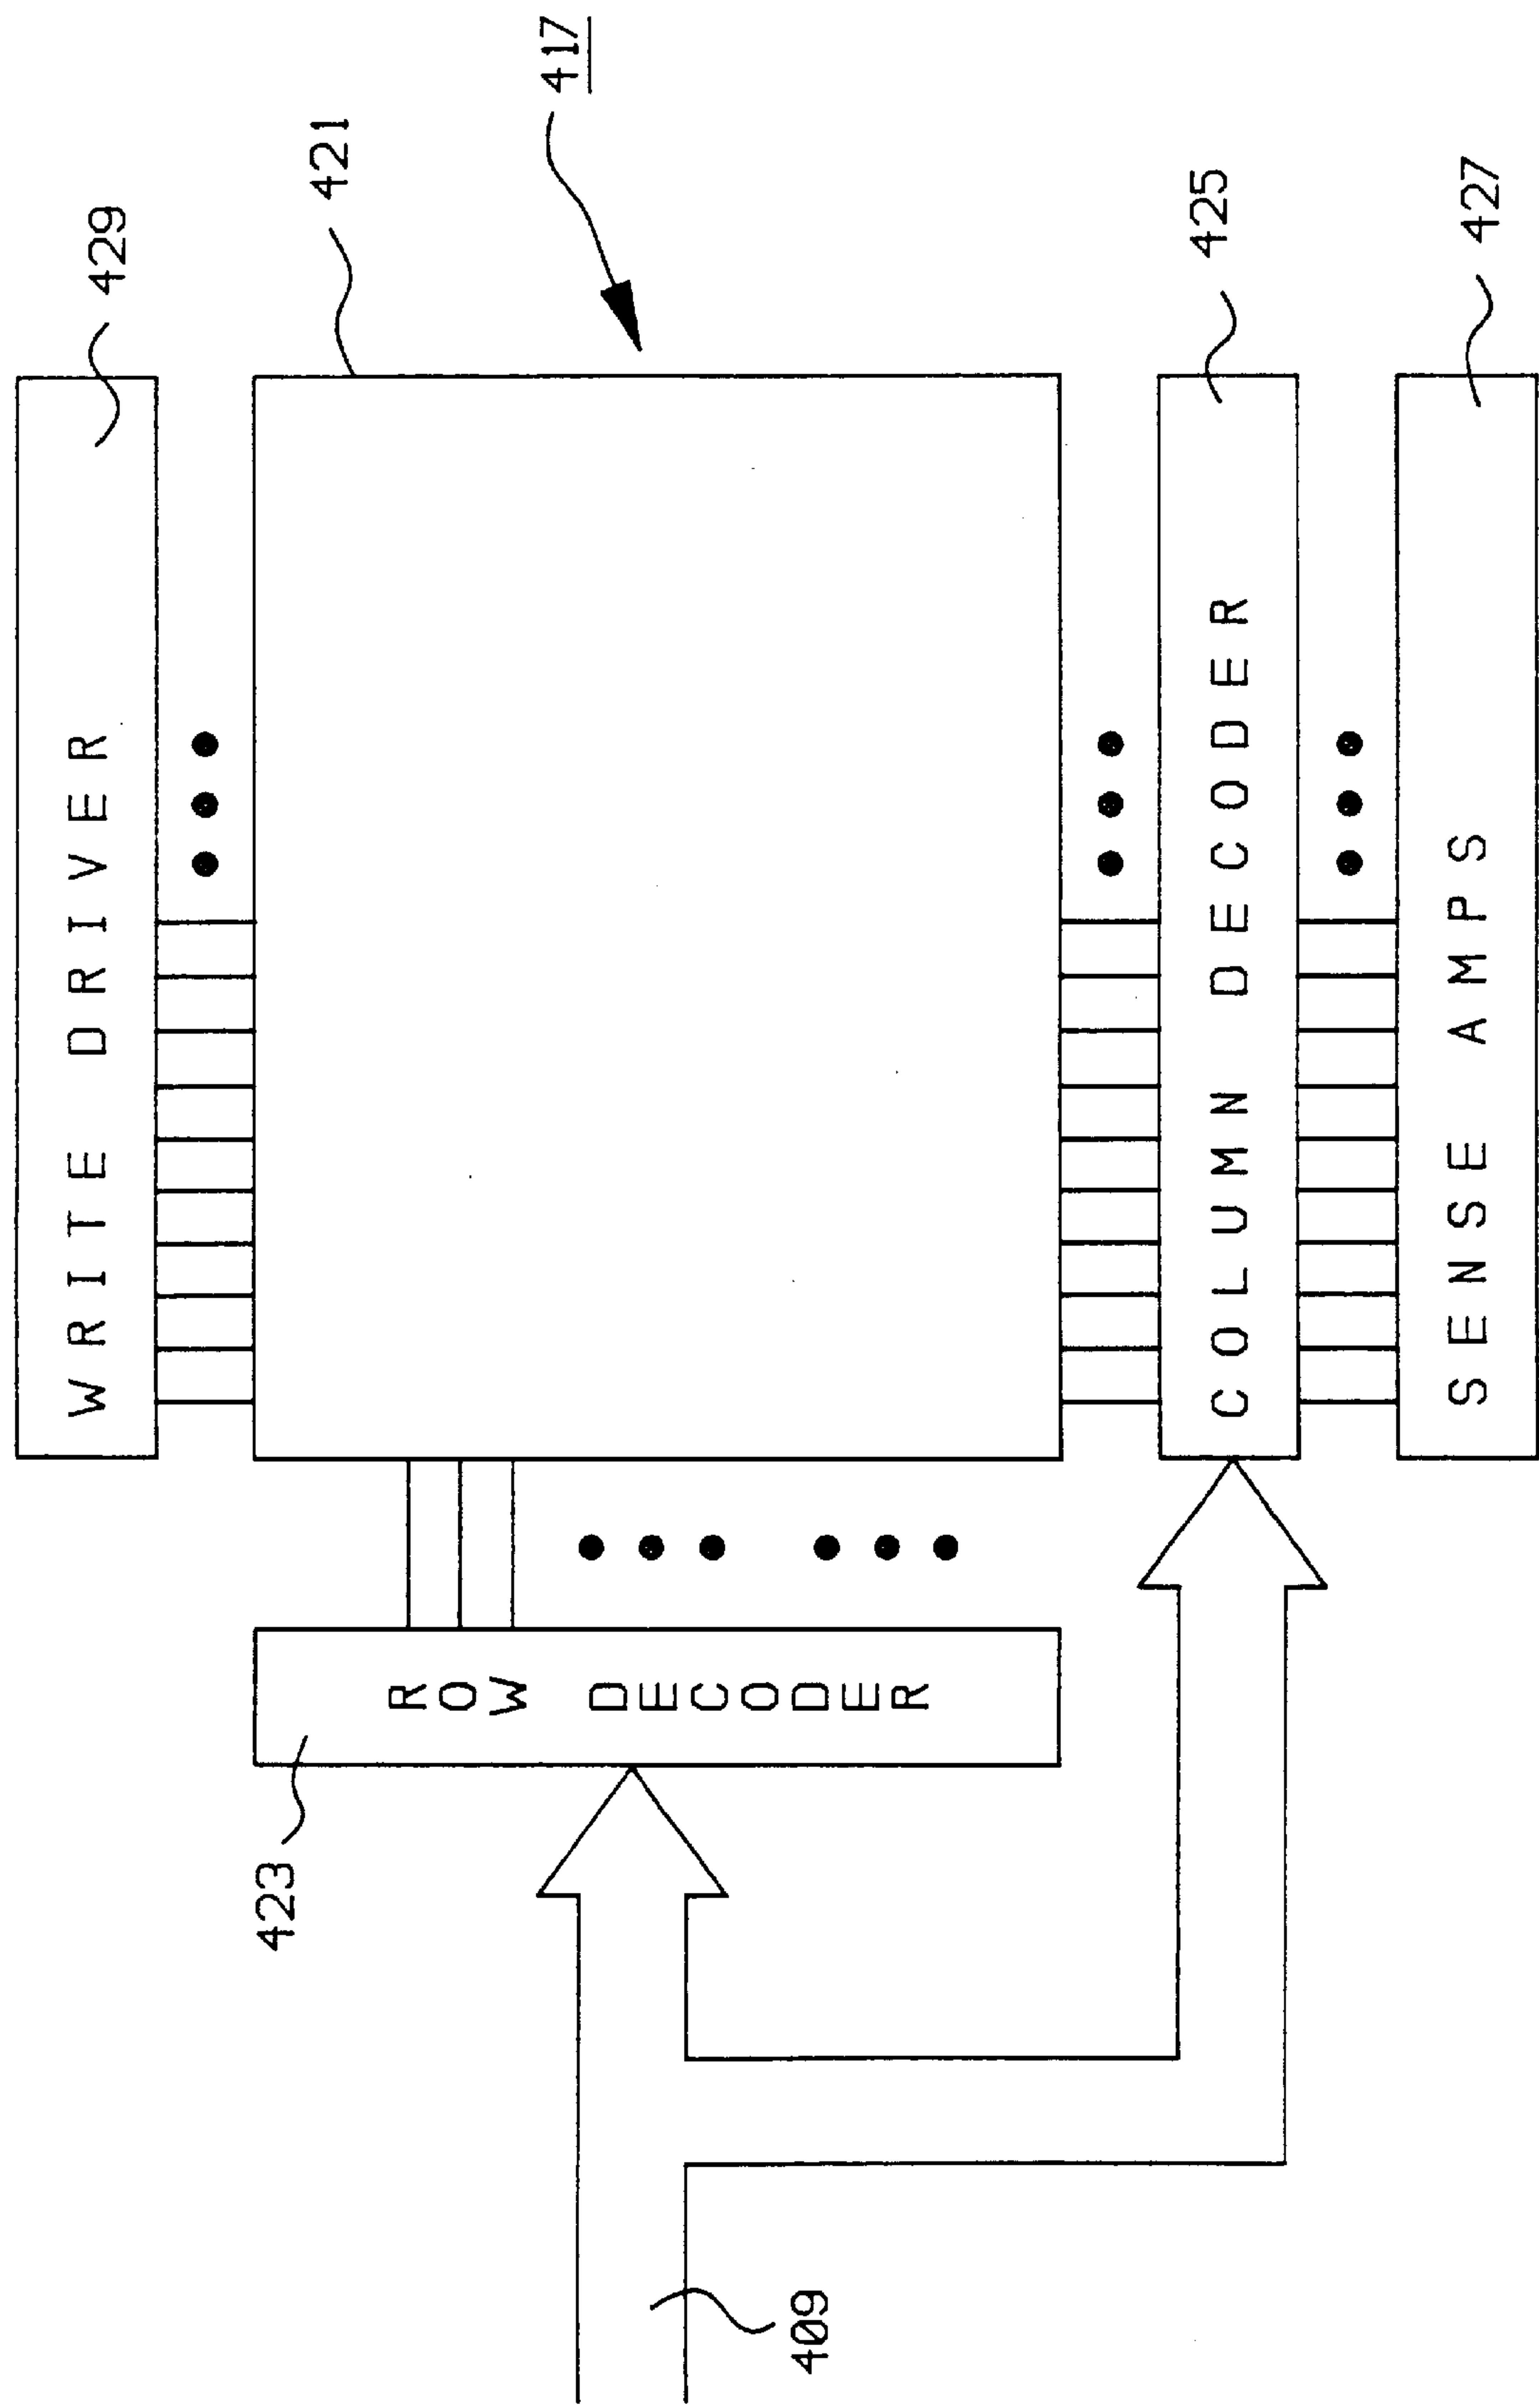 WRITE DRIVER
429
421
417
423
ROW DECODER
409
COLUMN DECODER
425
SENSE AMPS
427